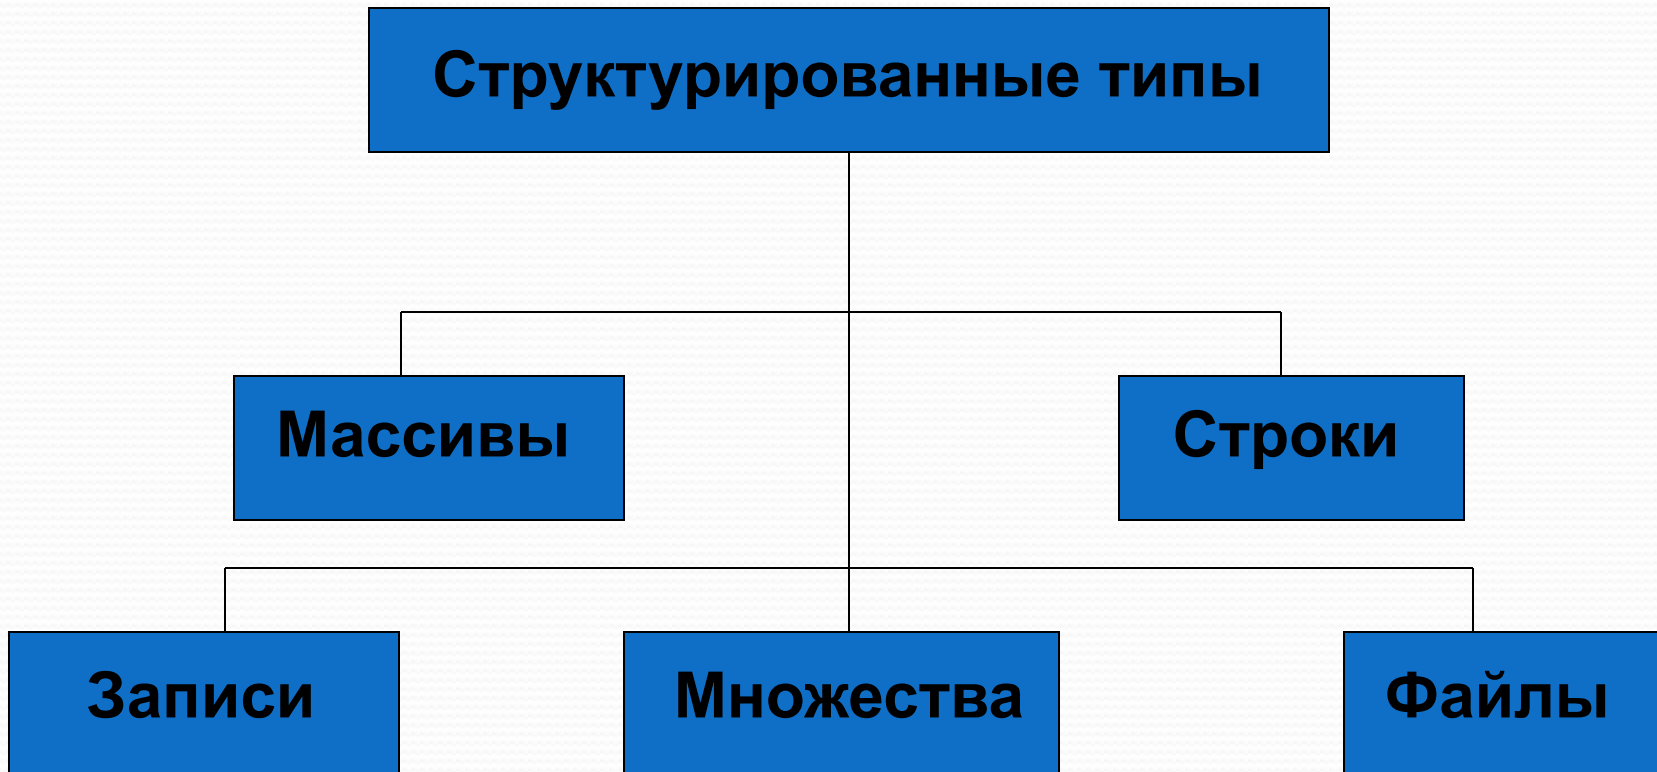 Структурированные типы
Массивы
Строки
Записи
Множества
Файлы